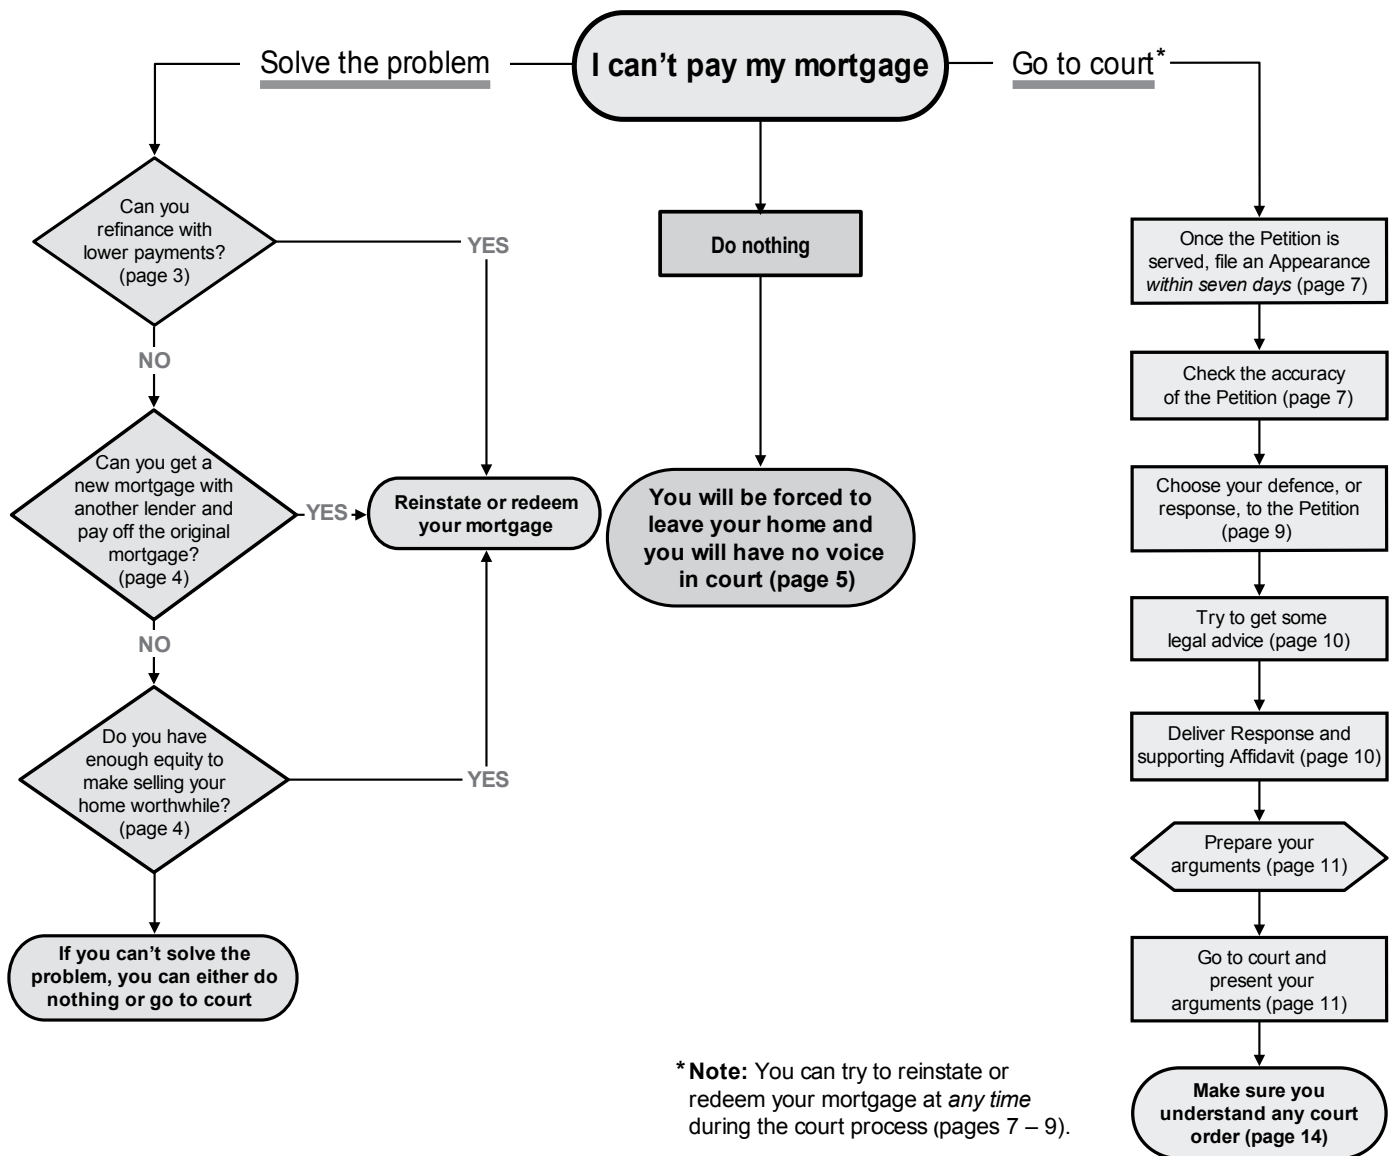 I can’t pay my mortgage
Solve the problem
Can you
refinance with
lower payments?
(page 3)
YES
NO
Can you get a
new mortgage with
another lender and
pay off the original
mortgage?
(page 4)
YES
NO
Do you have
enough equity to
make selling your
home worthwhile?
(page 4)
YES
Reinstate or redeem
your mortgage
If you can’t solve the
problem, you can either do
nothing or go to court
Do nothing
You will be forced to
leave your home and
you will have no voice
in court (page 5)
Go to court*
Once the Petition is
served, file an Appearance
within seven days (page 7)
Check the accuracy
of the Petition (page 7)
Choose your defence, or
response, to the Petition
(page 9)
Try to get some
legal advice (page 10)
Deliver Response and
supporting Affidavit (page 10)
Prepare your
arguments (page 11)
Go to court and
present your
arguments (page 11)
Make sure you
understand any court
order (page 14)
* Note: You can try to reinstate or
redeem your mortgage at any time
during the court process (pages 7 – 9).